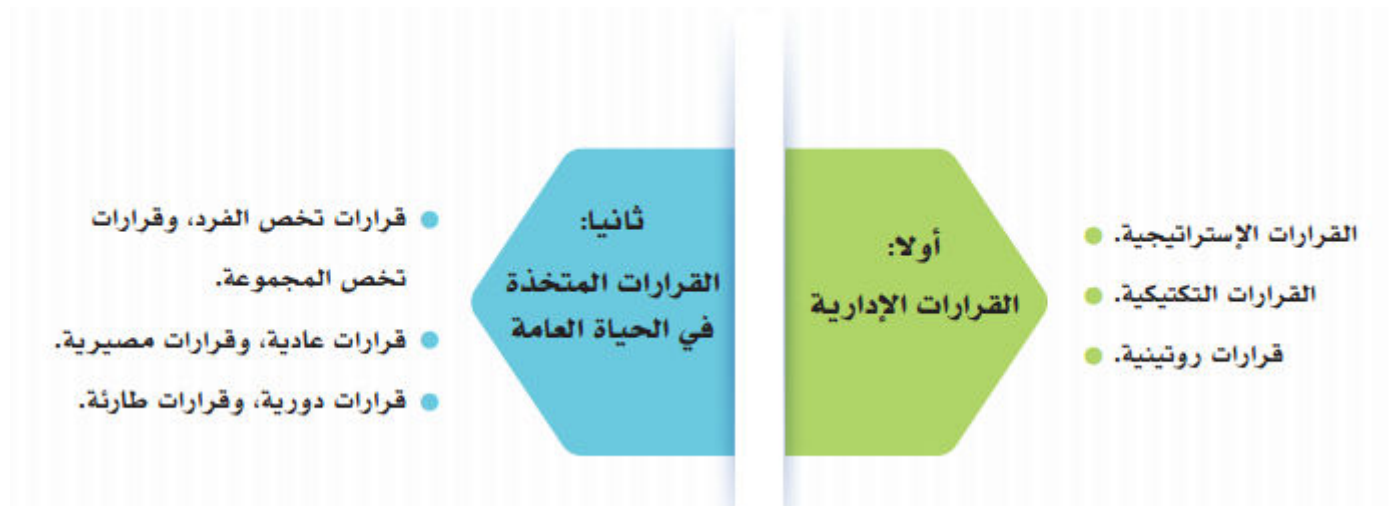 أولا:
القرارات الإدارية
القرارات الإستراتيجية.
القرارات التكتيكية.
قرارات روتينية.
ثانيا:
القرارات المتخذة
في الحياة العامة
قرارات تخص الفرد، وقرارات
تخص المجموعة.
قرارات عادية، وقرارات مصيرية.
قرارات دورية، وقرارات طارئة.